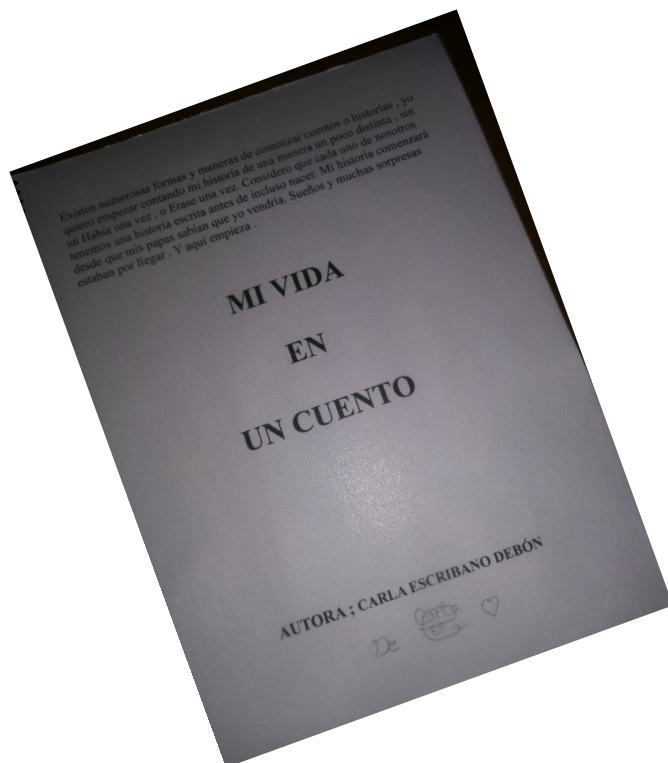 Existen numerosas formas y maneras de comenzar cuentos o historias , yo
quiero empezar contando mi historia de una manera un poco distinta , sin
un Había una vez , o Erase una vez. Considero que cada uno de nosotros
tenemos una historia escrita antes de incluso nacer. Mi historia comenzará
desde que mis papas sabían que yo vendría. Sueños y muchas sorpresas
estaban por llegar . Y aquí empieza .
MI VIDA
EN
UN CUENTO
AUTORA ; CARLA ESCRIBANO DEBÓN
De Carla